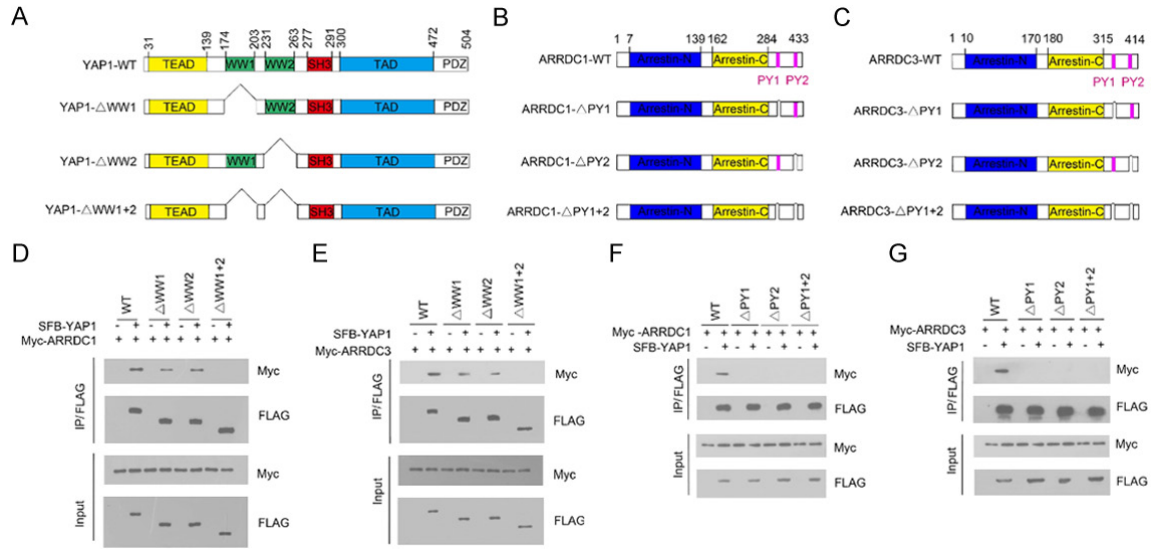 A
31 139 174 203 231 263 277 291 300 472 504
YAP1-WT TEAD WW1 WW2 SH3 TAD PDZ
YAP1-△WW1 TEAD WW2 SH3 TAD PDZ
YAP1-△WW2 TEAD WW1 SH3 TAD PDZ
YAP1-△WW1+2 TEAD SH3 TAD PDZ
B
1 7 139 162 284 433
ARRDC1-WT Arrestin-N Arrestin-C
PY1 PY2
ARRDC1-△PY1 Arrestin-N Arrestin-C
ARRDC1-△PY2 Arrestin-N Arrestin-C
ARRDC1-△PY1+2 Arrestin-N Arrestin-C
C
1 10 170 180 315 414
ARRDC3-WT Arrestin-N Arrestin-C
PY1 PY2
ARRDC3-△PY1 Arrestin-N Arrestin-C
ARRDC3-△PY2 Arrestin-N Arrestin-C
ARRDC3-△PY1+2 Arrestin-N Arrestin-C
D
WT △WW1 △WW2 △WW1+2
SFB-YAP1 - + - + - + - +
Myc-ARRDC1 + + + + + + + +
IP/FLAG
Myc
FLAG
Input
Myc
FLAG
E
WT △WW1 △WW2 △WW1+2
SFB-YAP1 - + - + - + - +
Myc-ARRDC3 + + + + + + + +
IP/FLAG
Myc
FLAG
Input
Myc
FLAG
F
WT △PY1 △PY2 △PY1+2
Myc -ARRDC1 + + + + + + + +
SFB-YAP1 - + - + - + - +
IP/FLAG
Myc
FLAG
Input
Myc
FLAG
G
WT △PY1 △PY2 △PY1+2
Myc-ARRDC3 + + + + + + + +
SFB-YAP1 - + - + - + - +
IP/FLAG
Myc
FLAG
Input
Myc
FLAG